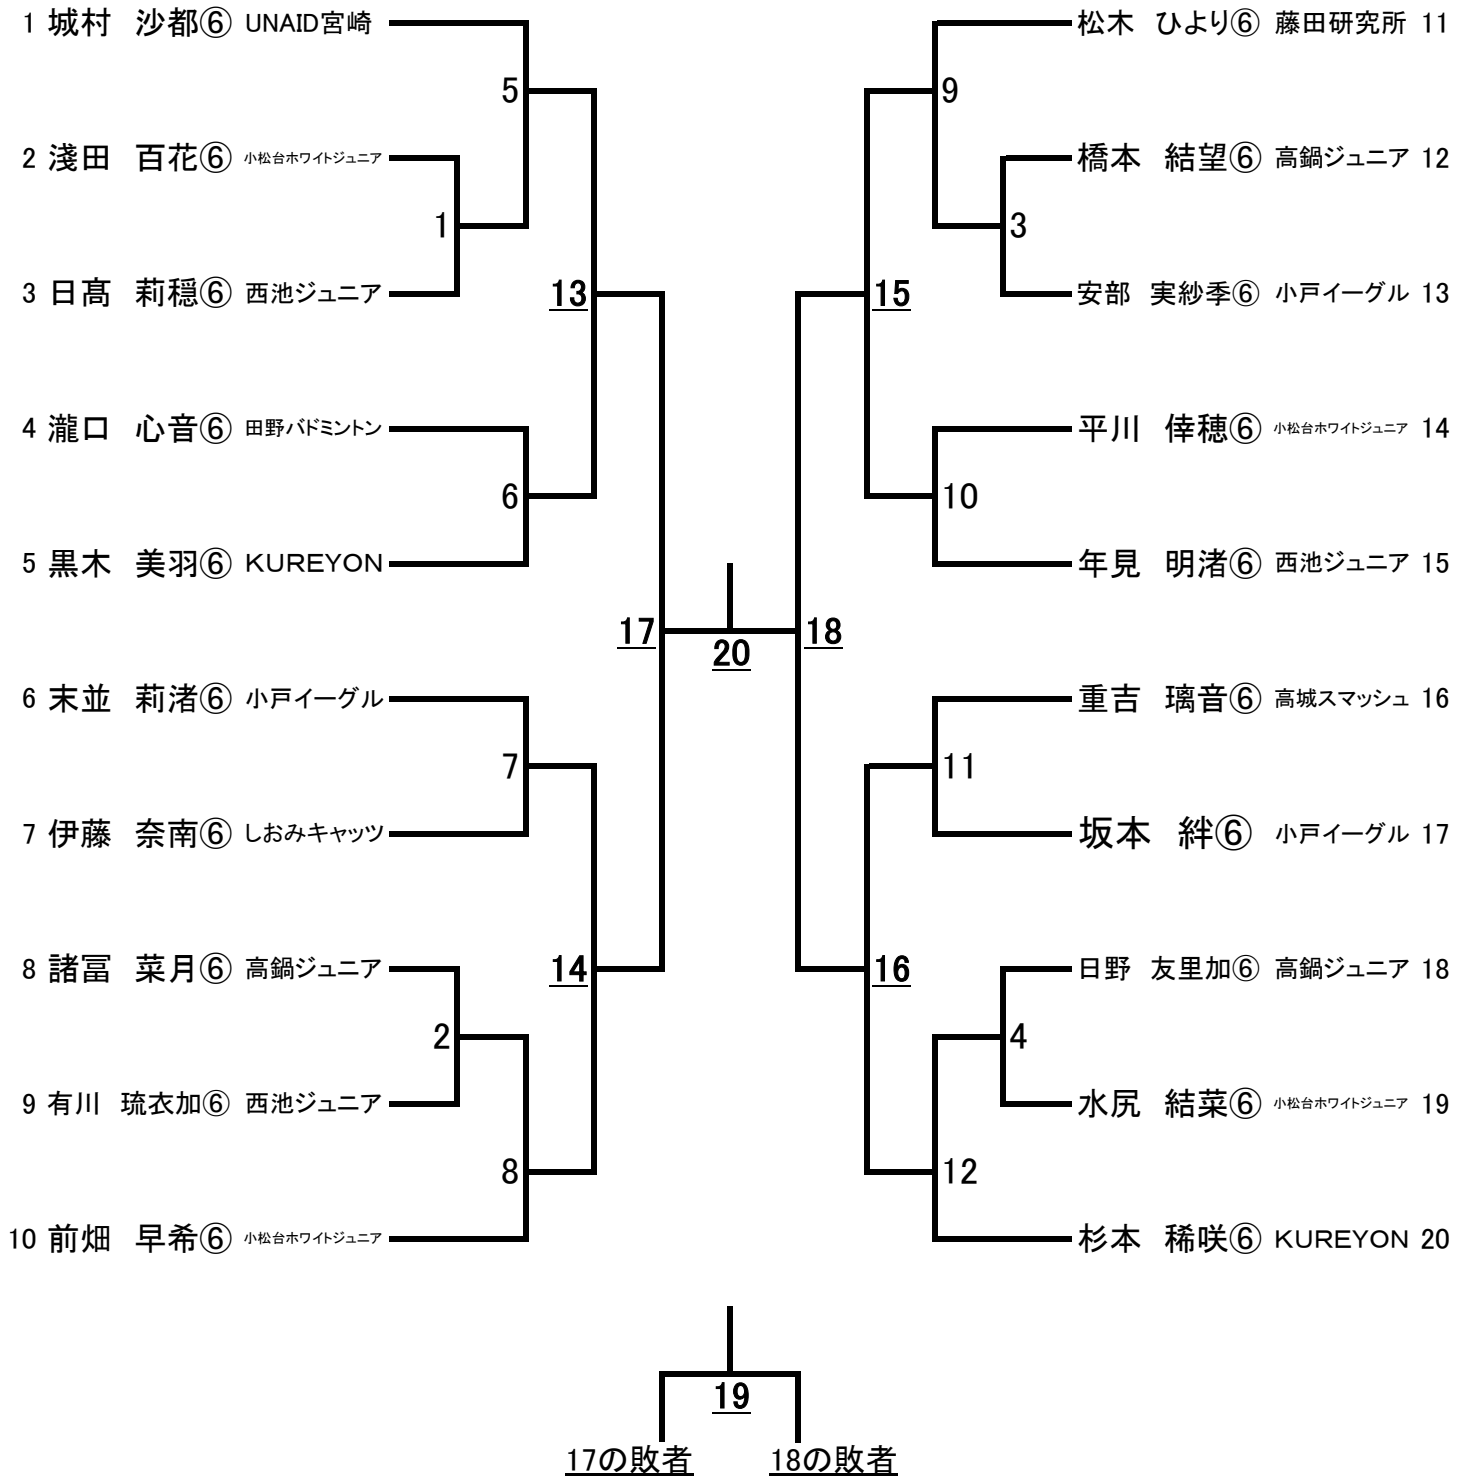 1 城村　沙都⑥ UNAID宮崎
5
2 淺田　百花⑥ 小松台ホワイトジュニア
1
3 日髙　莉穏⑥ 西池ジュニア
13
4 瀧口　心音⑥ 田野バドミントン
6
5 黒木　美羽⑥ KUREYON
17
6 末並　莉渚⑥ 小戸イーグル
7
7 伊藤　奈南⑥ しおみキャッツ
8 諸冨　菜月⑥ 高鍋ジュニア
14
2
9 有川　琉衣加⑥ 西池ジュニア
8
10 前畑　早希⑥ 小松台ホワイトジュニア
20
松木　ひより⑥ 藤田研究所 11
9
橋本　結望⑥ 高鍋ジュニア 12
3
安部　実紗季⑥ 小戸イーグル 13
15
平川　倖穂⑥ 小松台ホワイトジュニア 14
10
年見　明渚⑥ 西池ジュニア 15
18
重吉　璃音⑥ 高城スマッシュ 16
11
坂本　絆⑥ 小戸イーグル 17
日野　友里加⑥ 高鍋ジュニア 18
16
4
水尻　結菜⑥ 小松台ホワイトジュニア 19
12
杉本　稀咲⑥ KUREYON 20
19
17の敗者 18の敗者